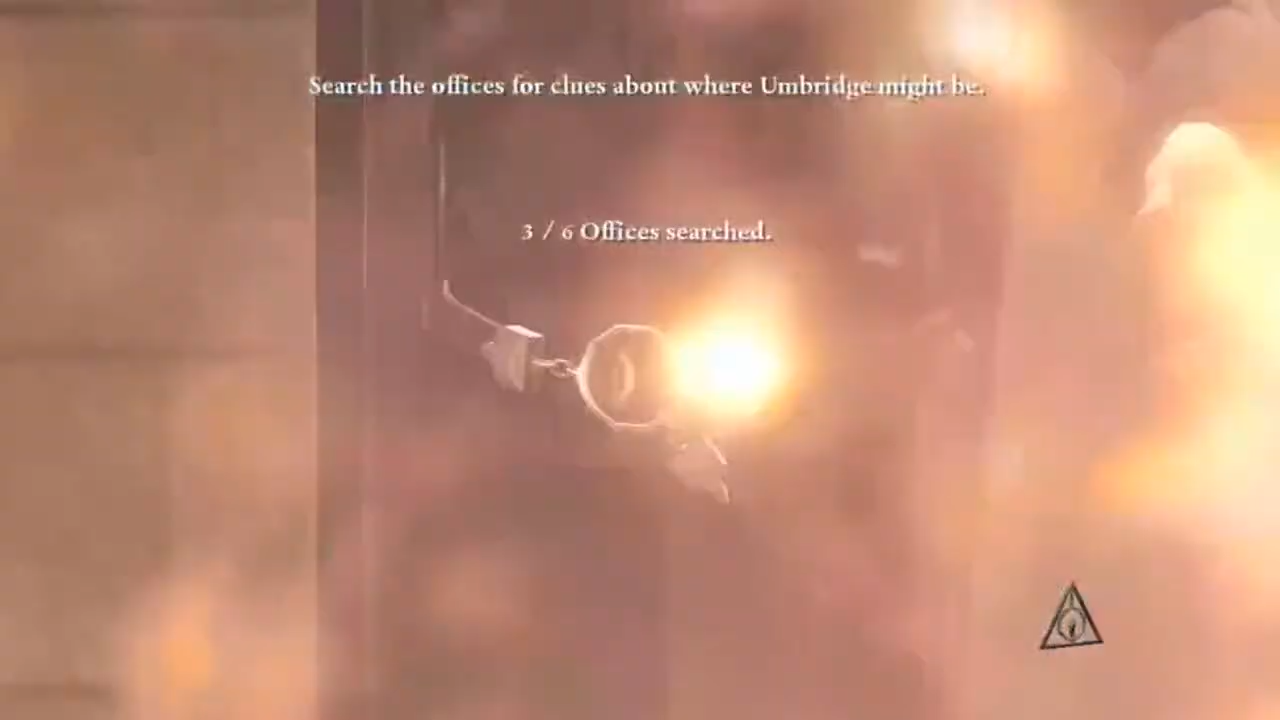 Search the offices for clues about where Umbridge might be.
3 / 6 Offices searched.